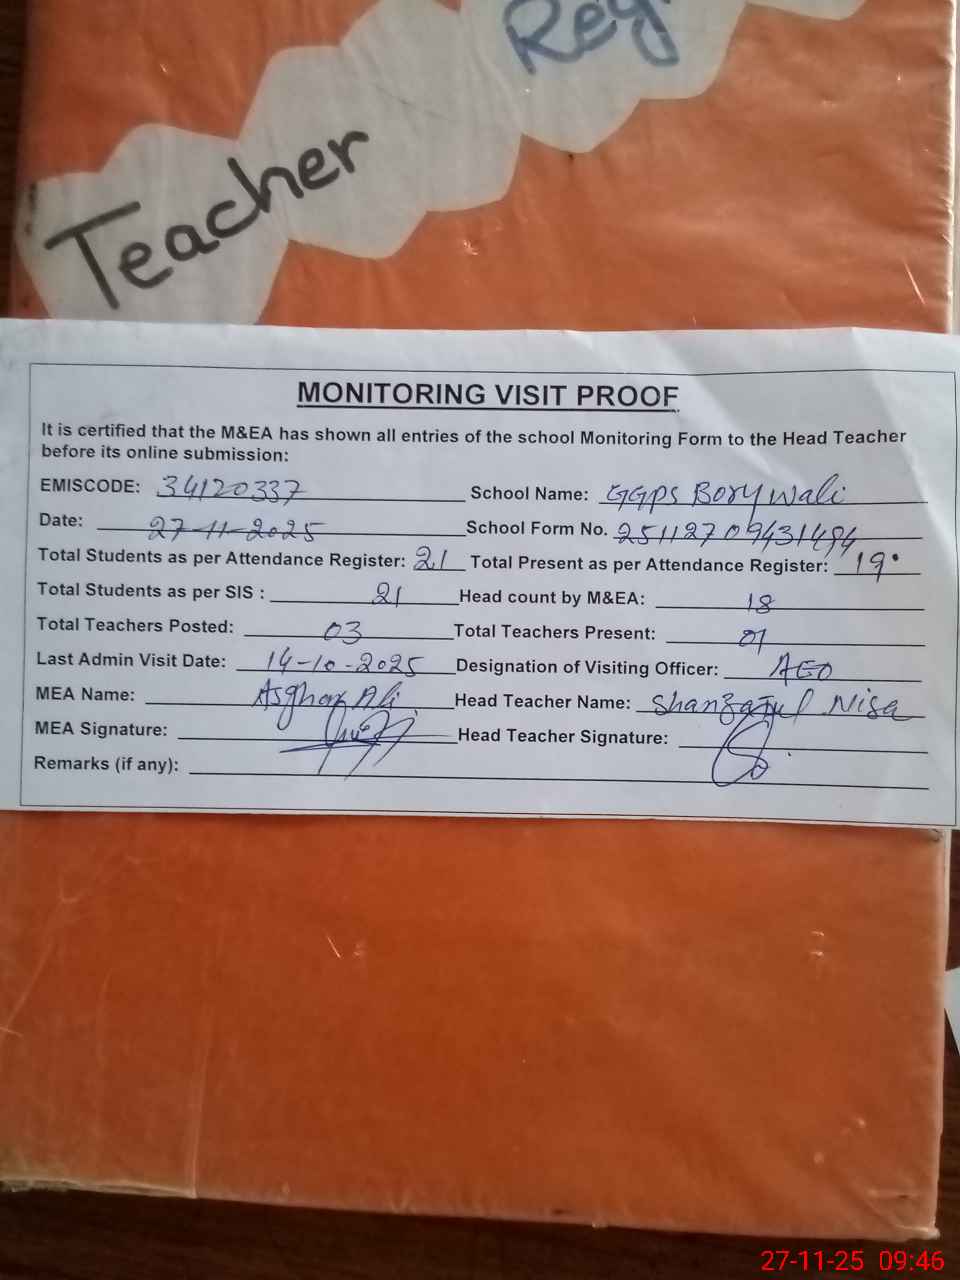 Reg
Teacher
MONITORING VISIT PROOF
It is certified that the M&EA has shown all entries of the school Monitoring Form to the Head Teacher
before its online submission:
EMISCODE: 34120337 School Name: GGPS Bory Wali
Date: 27-11-2025 School Form No. 25112709431494
Total Students as per Attendance Register: 21 Total Present as per Attendance Register: 19
Total Students as per SIS : 21 Head count by M&EA: 18
Total Teachers Posted: 03 Total Teachers Present: 01
Last Admin Visit Date: 14-10-2025 Designation of Visiting Officer: AEO
MEA Name: Asghar Ali Head Teacher Name: Nisa
MEA Signature: Head Teacher Signature:
Remarks (if any):
27-11-25 09:46